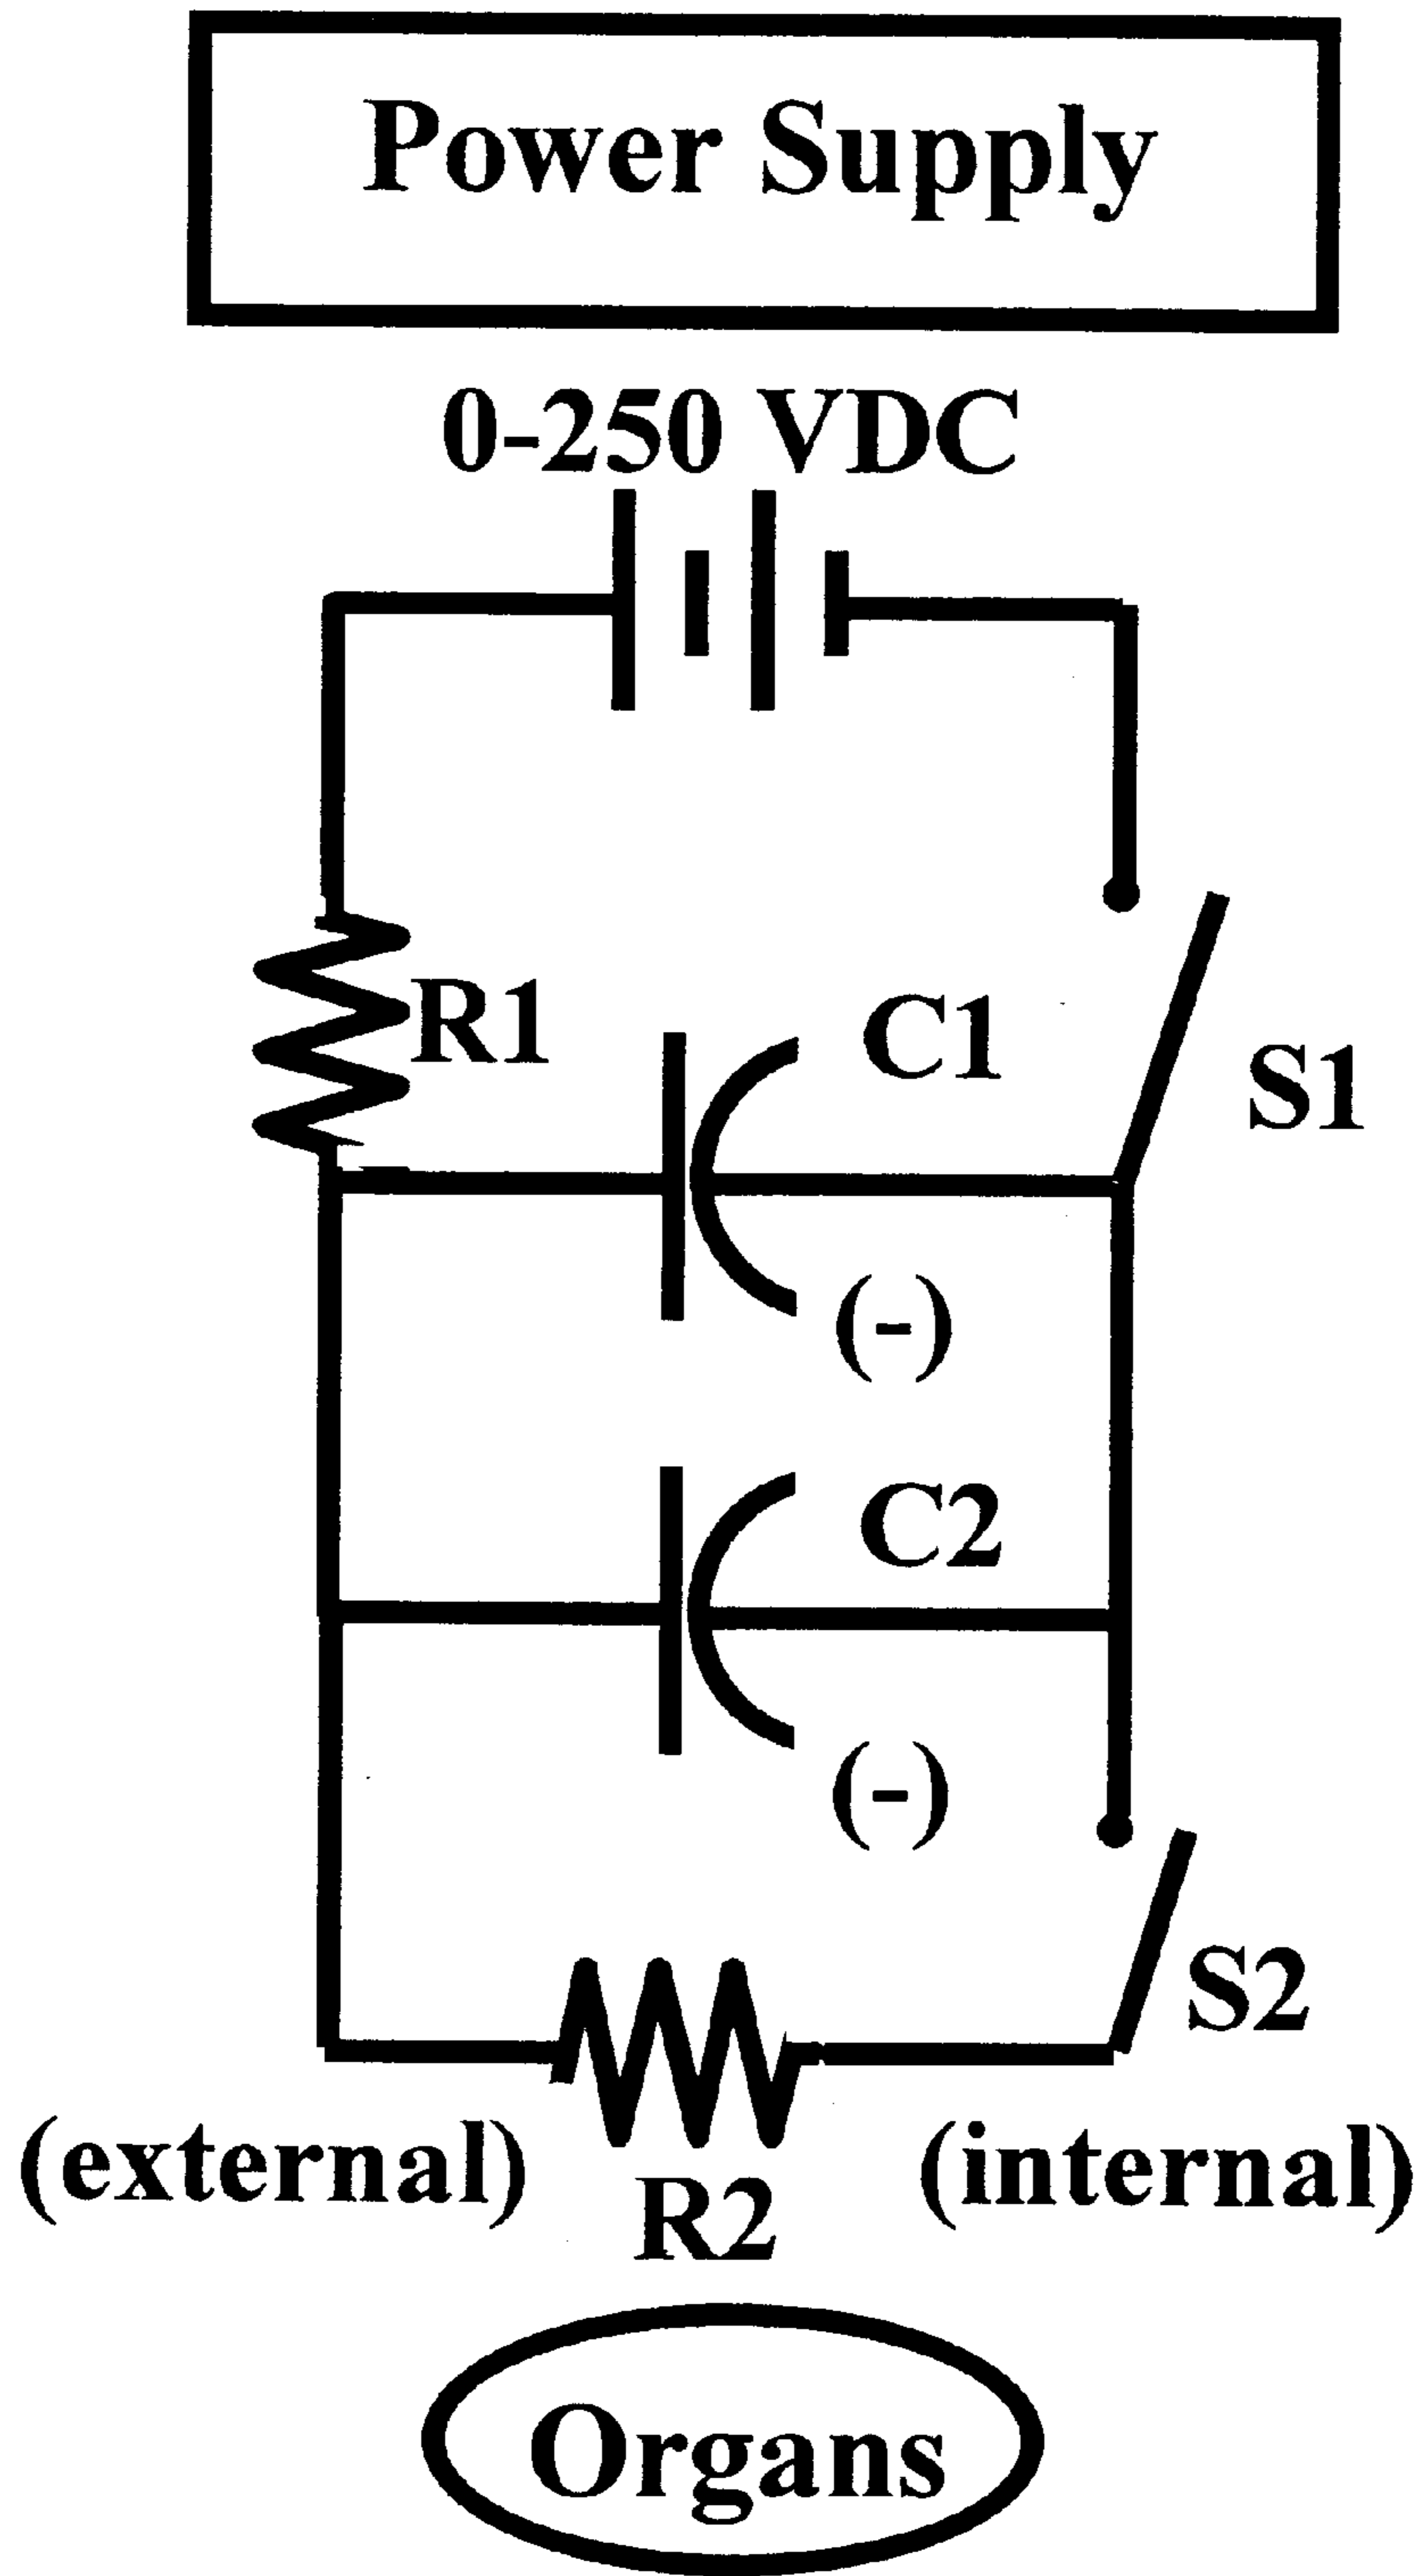 Power Supply
0-250 VDC
R1
C1
S1
(-)
C2
(-)
S2
(external)
(internal)
R2
Organs